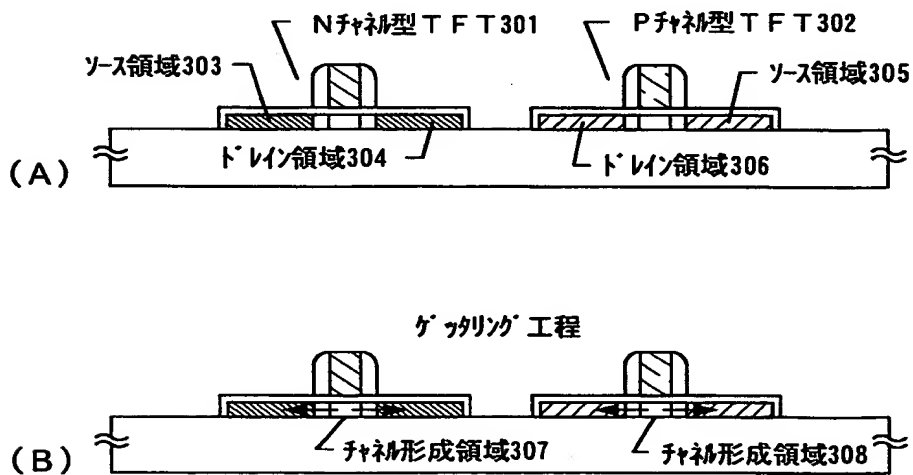 Nチャネル型TFT301
Pチャネル型TFT302
ソース領域303
ソース領域305
ドレイン領域304
ドレイン領域306
(A)
ゲッタリング工程
チャネル形成領域307
チャネル形成領域308
(B)